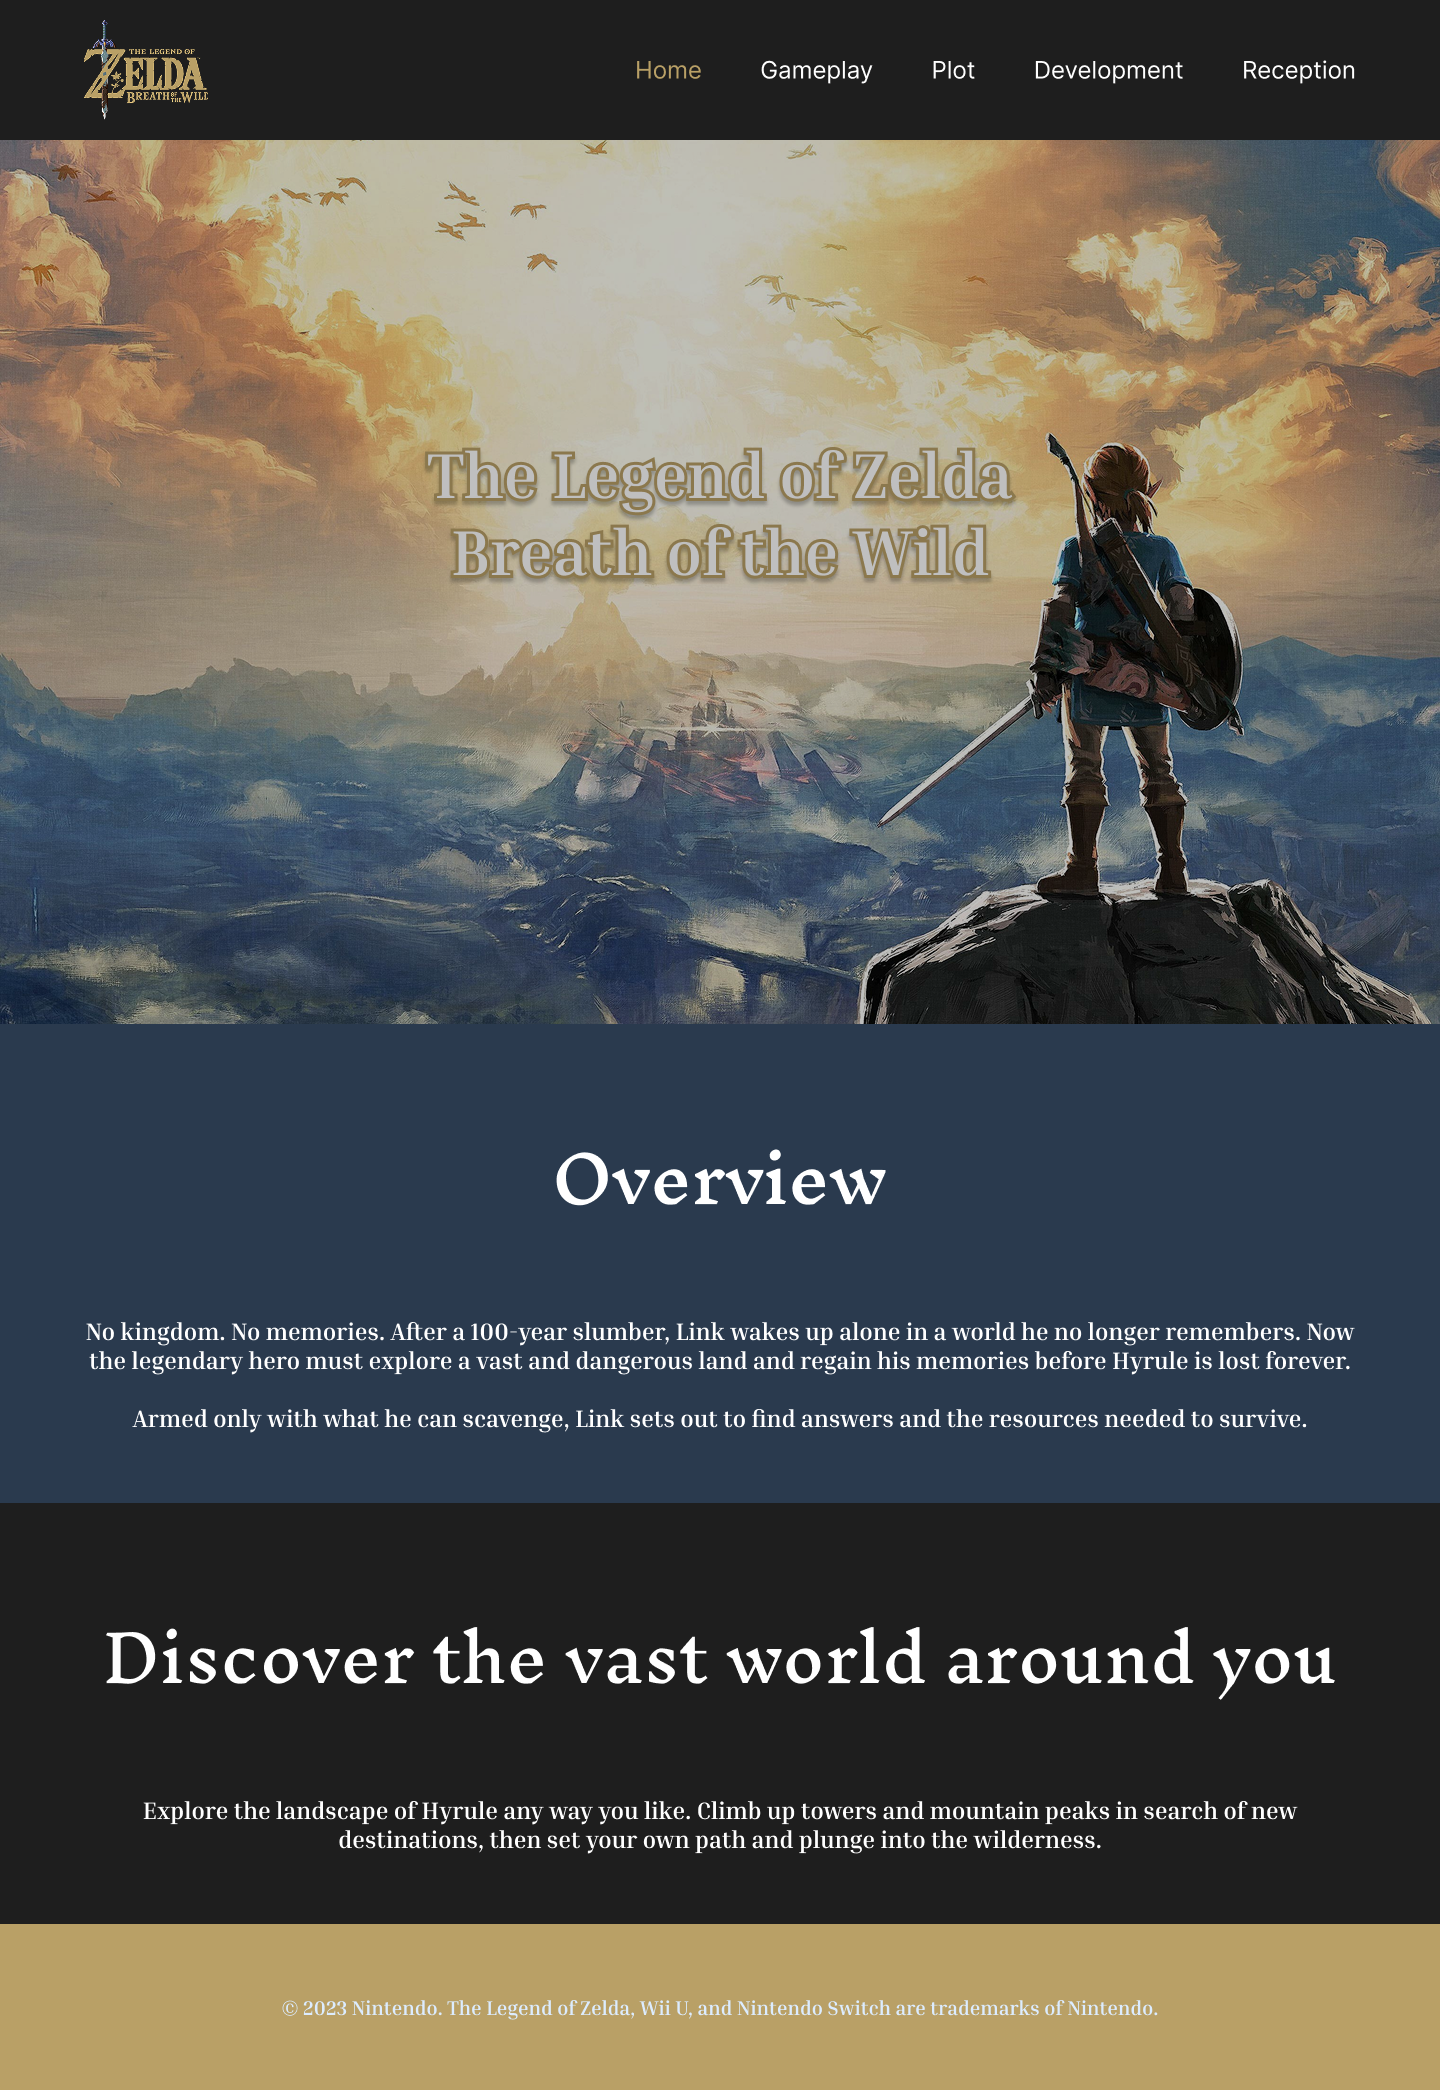 THE LEGEND OF
ZELDA
BREATH OF THE WILD
Home Gameplay Plot Development Reception
The Legend of Zelda
Breath of the Wild
Overview
No kingdom. No memories. After a 100-year slumber, Link wakes up alone in a world he no longer remembers. Now
the legendary hero must explore a vast and dangerous land and regain his memories before Hyrule is lost forever.
Armed only with what he can scavenge, Link sets out to find answers and the resources needed to survive.
Discover the vast world around you
Explore the landscape of Hyrule any way you like. Climb up towers and mountain peaks in search of new
destinations, then set your own path and plunge into the wilderness.
© 2023 Nintendo. The Legend of Zelda, Wii U, and Nintendo Switch are trademarks of Nintendo.